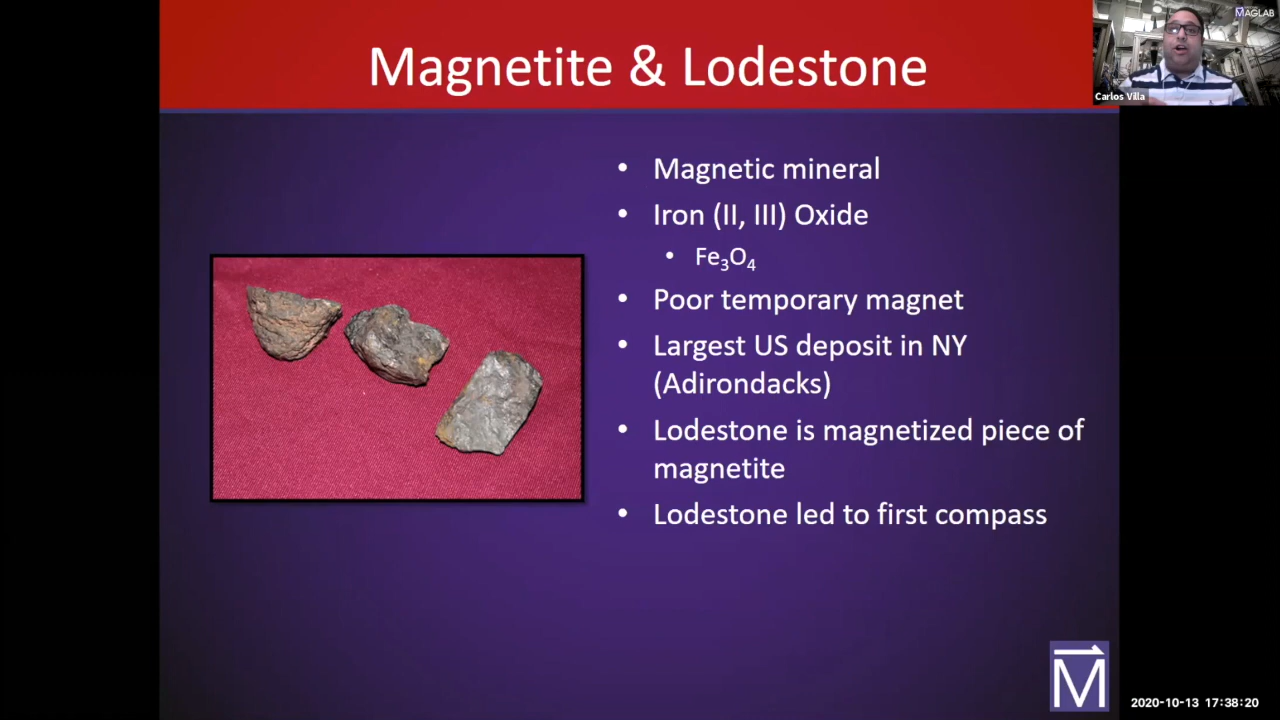 Magnetite & Lodestone
MAGLAB
Carlos Villa
• Magnetic mineral
• Iron (II, III) Oxide
• Fe₃O₄
• Poor temporary magnet
• Largest US deposit in NY
(Adirondacks)
• Lodestone is magnetized piece of
magnetite
• Lodestone led to first compass
M
2020-10-13 17:38:20